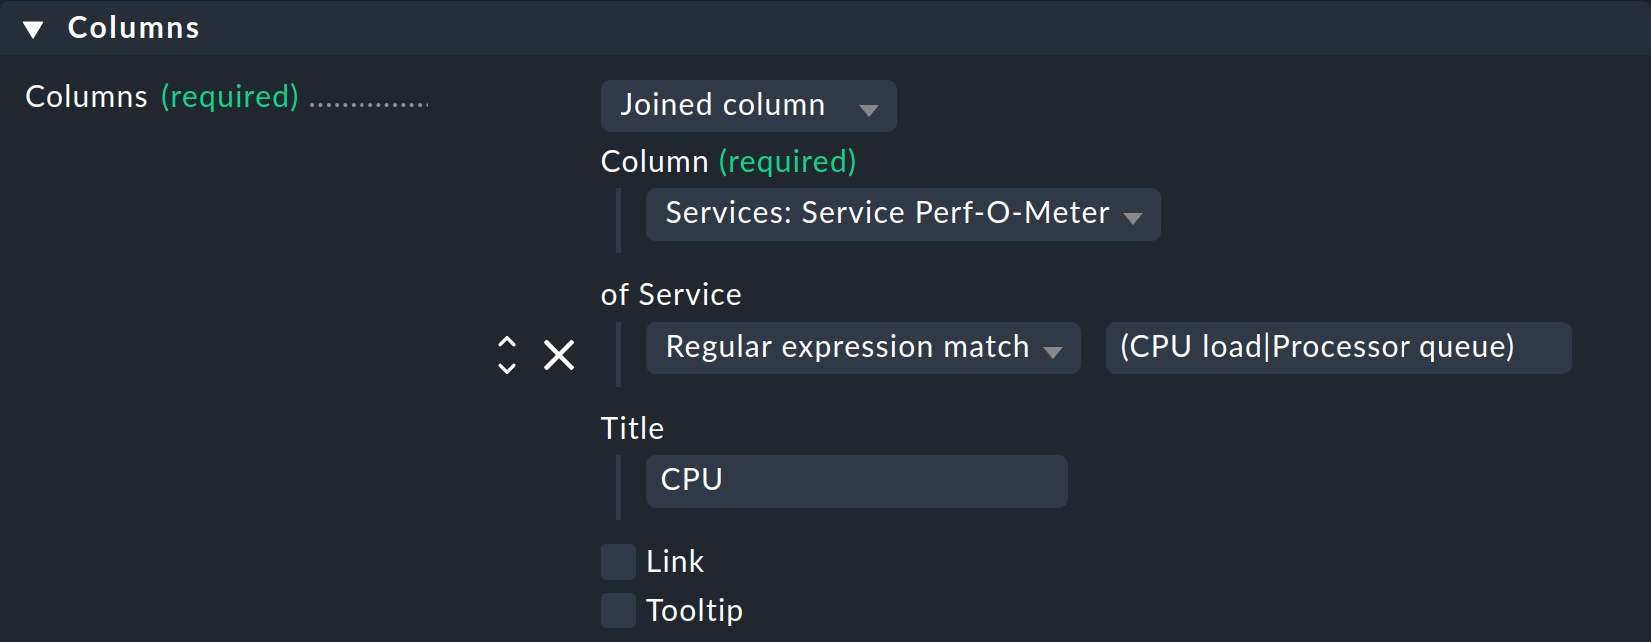 Columns
Columns (required)
Joined column
Column (required)
Services: Service Perf-O-Meter
of Service
Regular expression match (CPU load|Processor queue)
Title
CPU
Link
Tooltip